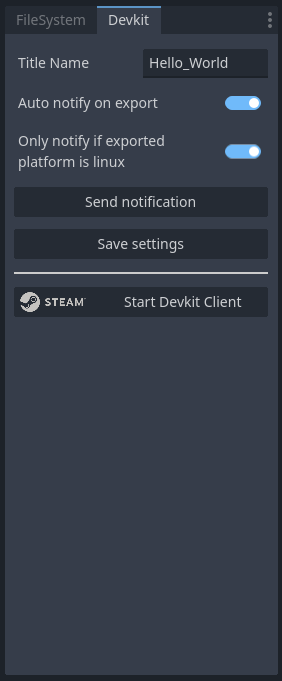 FileSystem Devkit
Title Name Hello_World
Auto notify on export
Only notify if exported
platform is linux
Send notification
Save settings
STEAM Start Devkit Client